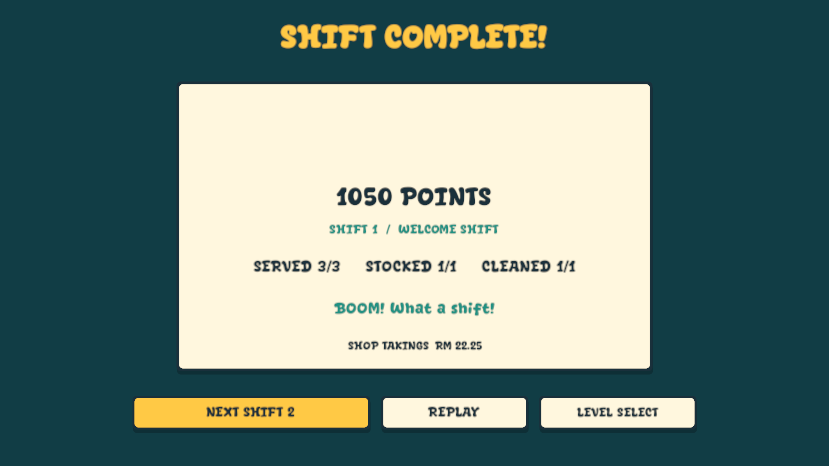 SHIFT COMPLETE!
1050 POINTS
SHIFT 1 / WELCOME SHIFT
SERVED 3/3 STOCKED 1/1 CLEANED 1/1
BOOM! What a shift!
SHOP TAKINGS RM 22.25
NEXT SHIFT 2 REPLAY LEVEL SELECT